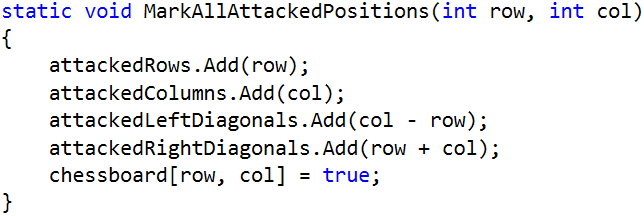 static void MarkAllAttackedPositions(int row, int col)
{
    attackedRows.Add(row);
    attackedColumns.Add(col);
    attackedLeftDiagonals.Add(col - row);
    attackedRightDiagonals.Add(row + col);
    chessboard[row, col] = true;
}